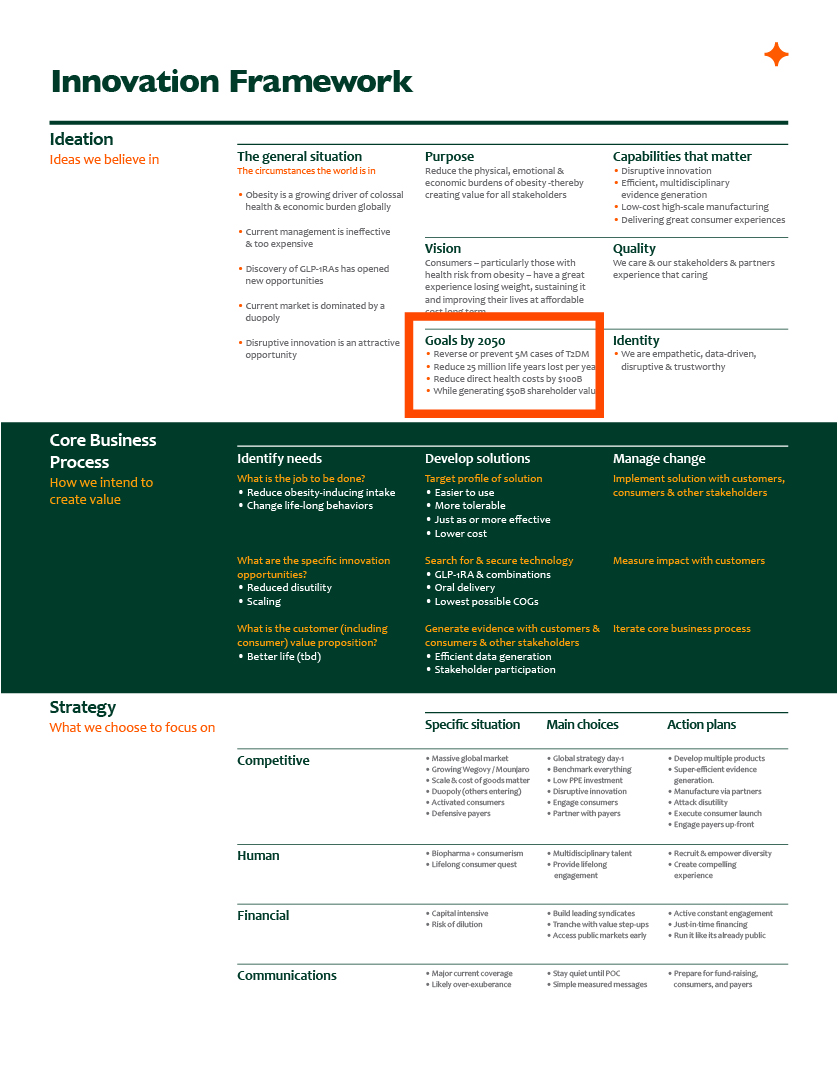 Innovation Framework
Ideation
Ideas we believe in
The general situation
The circumstances the world is in
• Obesity is a growing driver of colossal
health & economic burden globally
• Current management is ineffective
& too expensive
• Discovery of GLP-1RAs has opened
new opportunities
• Current market is dominated by a
duopoly
• Disruptive innovation is an attractive
opportunity
Purpose
Reduce the physical, emotional &
economic burdens of obesity -thereby
creating value for all stakeholders
Capabilities that matter
• Disruptive innovation
• Efficient, multidisciplinary
evidence generation
• Low-cost high-scale manufacturing
• Delivering great consumer experiences
Vision
Consumers – particularly those with
health risk from obesity – have a great
experience losing weight, sustaining it
and improving their lives at affordable
cost long term
Quality
We care & our stakeholders & partners
experience that caring
Goals by 2050
• Reverse or prevent 5M cases of T2DM
• Reduce 25 million life years lost per yea
• Reduce direct health costs by $100B
• While generating $50B shareholder valu
Identity
• We are empathetic, data-driven,
disruptive & trustworthy
Core Business
Process
How we intend to
create value
Identify needs
What is the job to be done?
• Reduce obesity-inducing intake
• Change life-long behaviors
What are the specific innovation
opportunities?
• Reduced disutility
• Scaling
What is the customer (including
consumer) value proposition?
• Better life (tbd)
Develop solutions
Target profile of solution
• Easier to use
• More tolerable
• Just as or more effective
• Lower cost
Search for & secure technology
• GLP-1RA & combinations
• Oral delivery
• Lowest possible COGs
Generate evidence with customers &
consumers & other stakeholders
• Efficient data generation
• Stakeholder participation
Manage change
Implement solution with customers,
consumers & other stakeholders
Measure impact with customers
Iterate core business process
Strategy
What we choose to focus on
Specific situation
Main choices
Action plans
Competitive
• Massive global market
• Growing Wegovy / Mounjaro
• Scale & cost of goods matter
• Duopoly (others entering)
• Activated consumers
• Defensive payers
• Global strategy day-1
• Benchmark everything
• Low PPE investment
• Disruptive innovation
• Engage consumers
• Partner with payers
• Develop multiple products
• Super-efficient evidence
generation.
• Manufacture via partners
• Attack disutility
• Execute consumer launch
• Engage payers up-front
Human
• Biopharma + consumerism
• Lifelong consumer quest
• Multidisciplinary talent
• Provide lifelong
engagement
• Recruit & empower diversity
• Create compelling
experience
Financial
• Capital intensive
• Risk of dilution
• Build leading syndicates
• Tranche with value step-ups
• Access public markets early
• Active constant engagement
• Just-in-time financing
• Run it like its already public
Communications
• Major current coverage
• Likely over-exuberance
• Stay quiet until POC
• Simple measured messages
• Prepare for fund-raising,
consumers, and payers